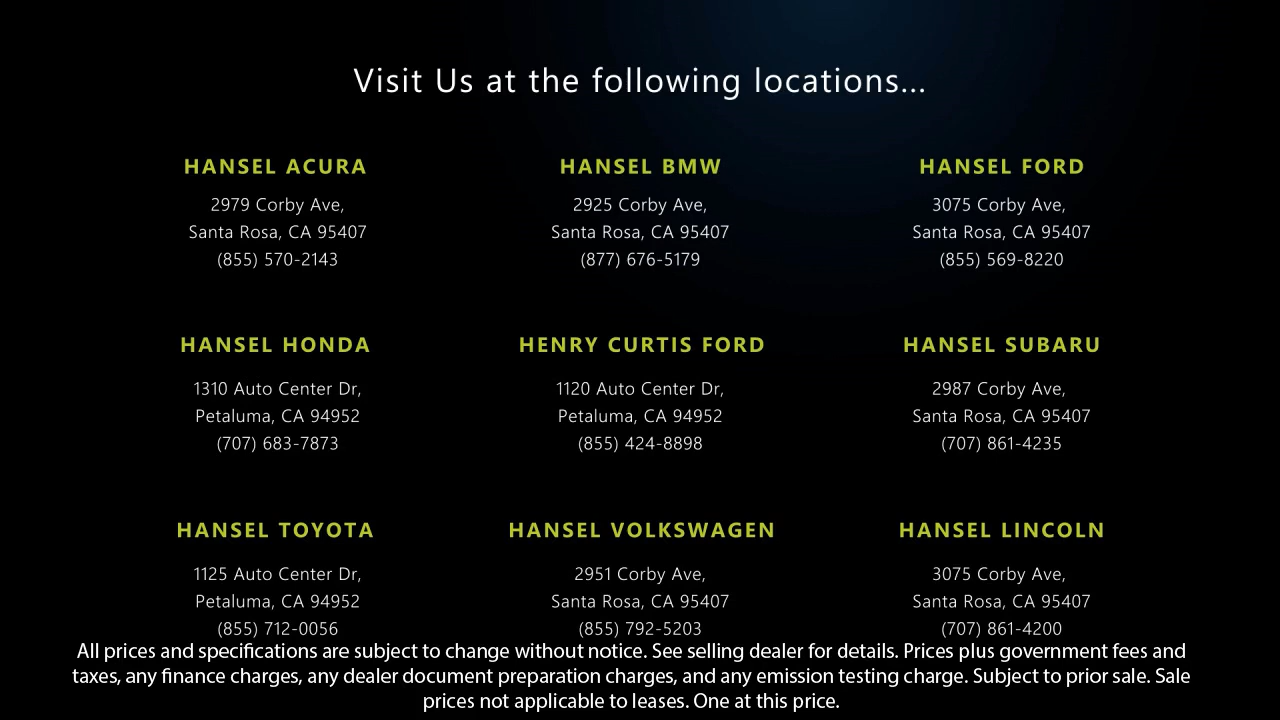 Visit Us at the following locations...
HANSEL ACURA
2979 Corby Ave,
Santa Rosa, CA 95407
(855) 570-2143
HANSEL BMW
2925 Corby Ave,
Santa Rosa, CA 95407
(877) 676-5179
HANSEL FORD
3075 Corby Ave,
Santa Rosa, CA 95407
(855) 569-8220
HANSEL HONDA
1310 Auto Center Dr,
Petaluma, CA 94952
(707) 683-7873
HENRY CURTIS FORD
1120 Auto Center Dr,
Petaluma, CA 94952
(855) 424-8898
HANSEL SUBARU
2987 Corby Ave,
Santa Rosa, CA 95407
(707) 861-4235
HANSEL TOYOTA
1125 Auto Center Dr,
Petaluma, CA 94952
(855) 712-0056
HANSEL VOLKSWAGEN
2951 Corby Ave,
Santa Rosa, CA 95407
(855) 792-5203
HANSEL LINCOLN
3075 Corby Ave,
Santa Rosa, CA 95407
(707) 861-4200
All prices and specifications are subject to change without notice. See selling dealer for details. Prices plus government fees and
taxes, any finance charges, any dealer document preparation charges, and any emission testing charge. Subject to prior sale. Sale
prices not applicable to leases. One at this price.